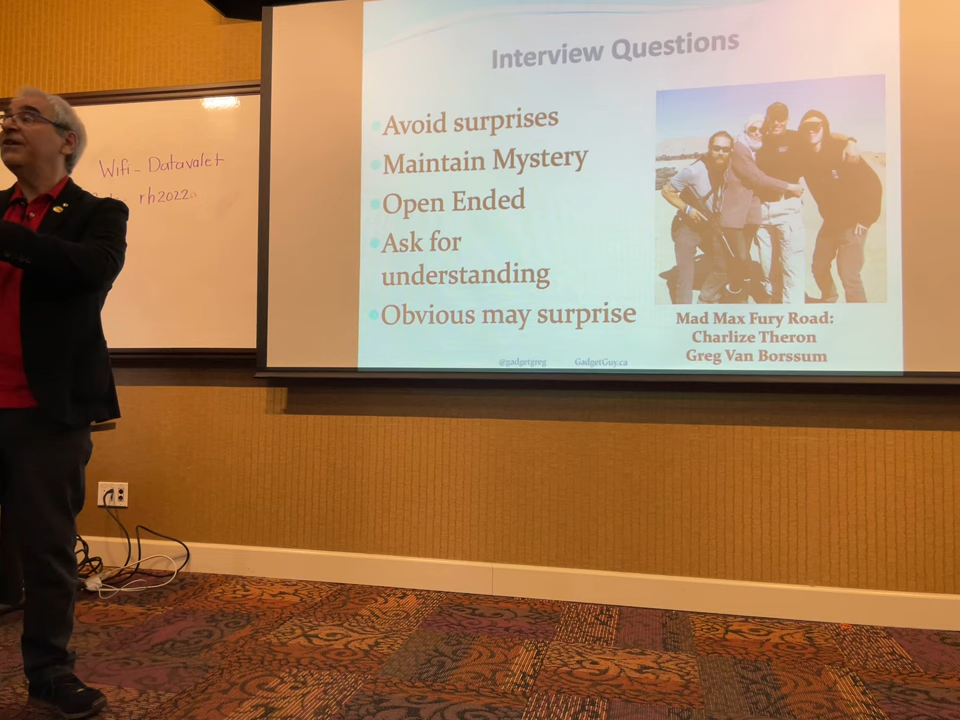 Wifi - Datavalet
rh2022
Interview Questions
Avoid surprises
Maintain Mystery
Open Ended
Ask for
understanding
Obvious may surprise
Mad Max Fury Road:
Charlize Theron
Greg Van Borssum
@gadgetgreg GadgetGuy.ca